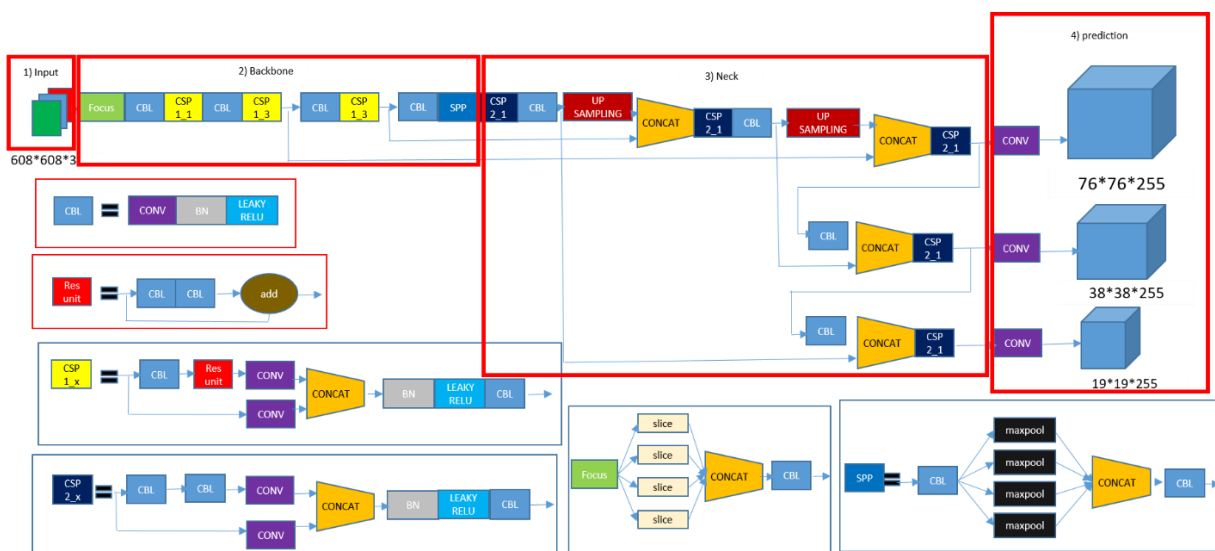 1) Input
2) Backbone
3) Neck
4) prediction
608*608*3
Focus
CBL
CSP
1_1
CBL
CSP
1_3
CBL
CSP
1_3
CBL
SPP
CSP
2_1
CBL
UP
SAMPLING
CONCAT
CSP
2_1
CBL
UP
SAMPLING
CONCAT
CSP
2_1
CONV
76*76*255
CBL
CONCAT
CSP
2_1
CONV
38*38*255
CBL
CONCAT
CSP
2_1
CONV
19*19*255
CBL
CONV
BN
LEAKY
RELU
Res
unit
CBL
CBL
add
CSP
1_x
CBL
Res
unit
CONV
CONV
CONCAT
BN
LEAKY
RELU
CBL
CSP
2_x
CBL
CBL
CONV
CONV
CONCAT
BN
LEAKY
RELU
CBL
Focus
slice
slice
slice
slice
CONCAT
CBL
SPP
CBL
maxpool
maxpool
maxpool
maxpool
CONCAT
CBL